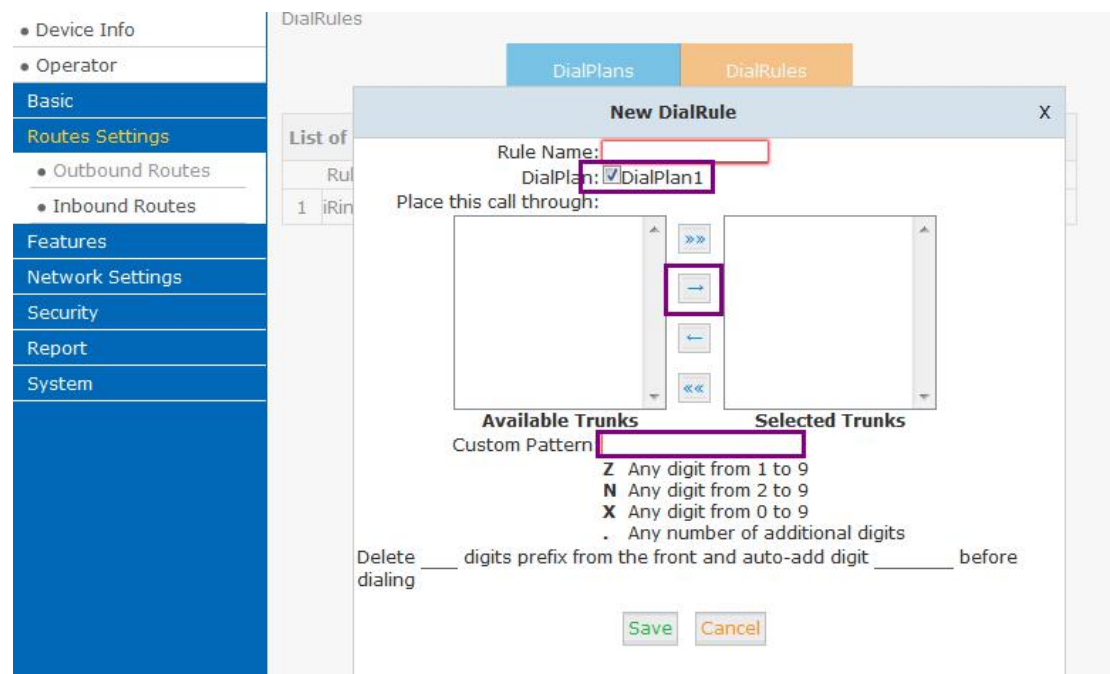 DialRules
• Device Info
• Operator
Basic
Routes Settings
• Outbound Routes
• Inbound Routes
Features
Network Settings
Security
Report
System
DialPlans DialRules
List of
Rul
1 iRin
New DialRule X
Rule Name:
DialPlan: DialPlan1
Place this call through:
»»
→
←
««
Available Trunks Selected Trunks
Custom Pattern
Z Any digit from 1 to 9
N Any digit from 2 to 9
X Any digit from 0 to 9
. Any number of additional digits
Delete ____ digits prefix from the front and auto-add digit ________ before
dialing
Save Cancel